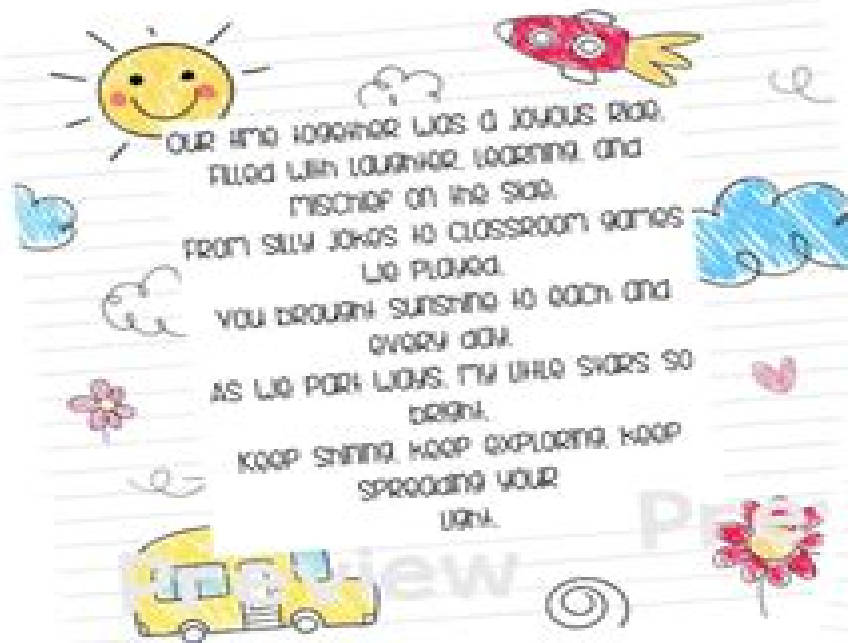 Our time together was a joyous ride,
Filled with laughter, learning, and
mischief on the side.
From silly jokes to classroom games
we played,
You brought sunshine to each and
every day.
As we part ways, my little stars so
bright,
Keep shining, keep exploring, keep
spreading your
light.
Preview
Pre